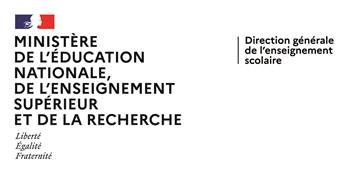 MINISTÈRE
DE L'ÉDUCATION
NATIONALE,
DE L'ENSEIGNEMENT
SUPÉRIEUR
ET DE LA RECHERCHE
Liberté
Égalité
Fraternité
Direction générale
de l'enseignement
scolaire